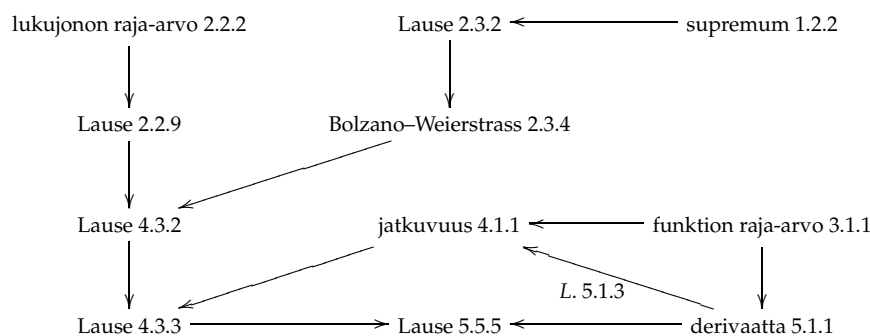 lukujonon raja-arvo 2.2.2 Lause 2.3.2 supremum 1.2.2
Lause 2.2.9 Bolzano–Weierstrass 2.3.4
Lause 4.3.2 jatkuvuus 4.1.1 funktion raja-arvo 3.1.1
L. 5.1.3
Lause 4.3.3 Lause 5.5.5 derivaatta 5.1.1